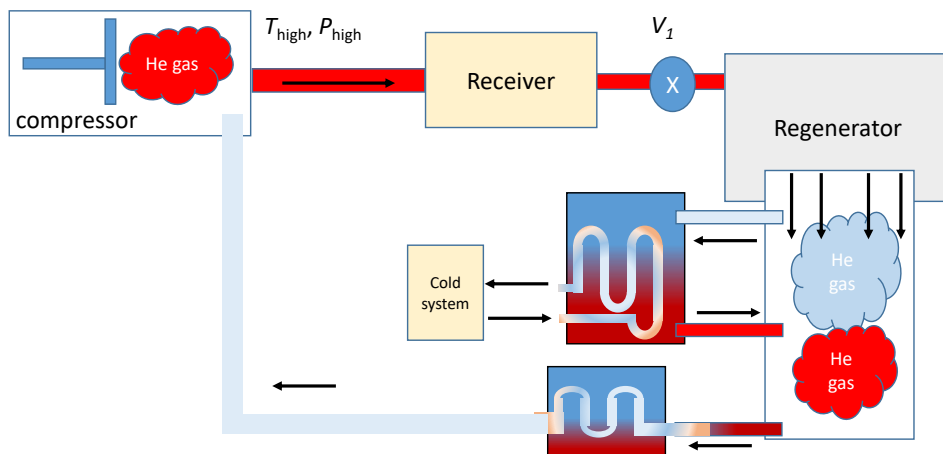 T_high, P_high
V_1
He gas
compressor
Receiver
X
Regenerator
He
gas
Cold
system
He
gas